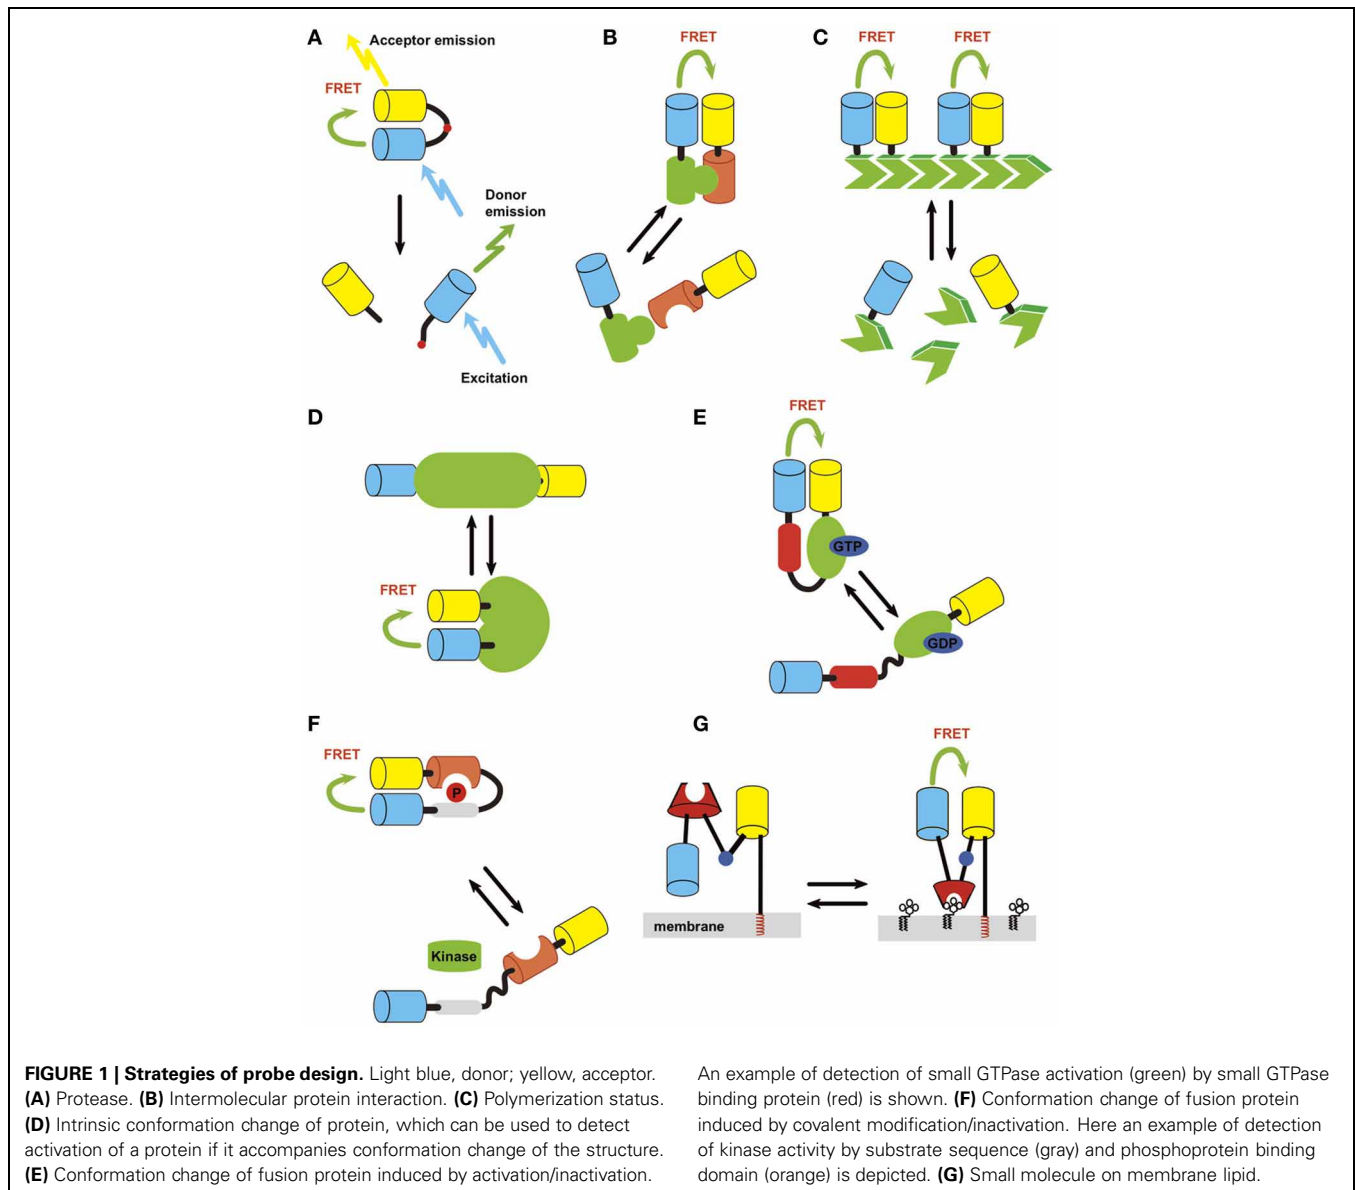 A
Acceptor emission
FRET
Donor
emission
Excitation
B
FRET
C
FRET
FRET
D
FRET
E
FRET
GTP
GDP
F
FRET
P
Kinase
G
FRET
membrane
FIGURE 1 | Strategies of probe design. Light blue, donor; yellow, acceptor.
(A) Protease. (B) Intermolecular protein interaction. (C) Polymerization status.
(D) Intrinsic conformation change of protein, which can be used to detect
activation of a protein if it accompanies conformation change of the structure.
(E) Conformation change of fusion protein induced by activation/inactivation.
An example of detection of small GTPase activation (green) by small GTPase
binding protein (red) is shown. (F) Conformation change of fusion protein
induced by covalent modification/inactivation. Here an example of detection
of kinase activity by substrate sequence (gray) and phosphoprotein binding
domain (orange) is depicted. (G) Small molecule on membrane lipid.